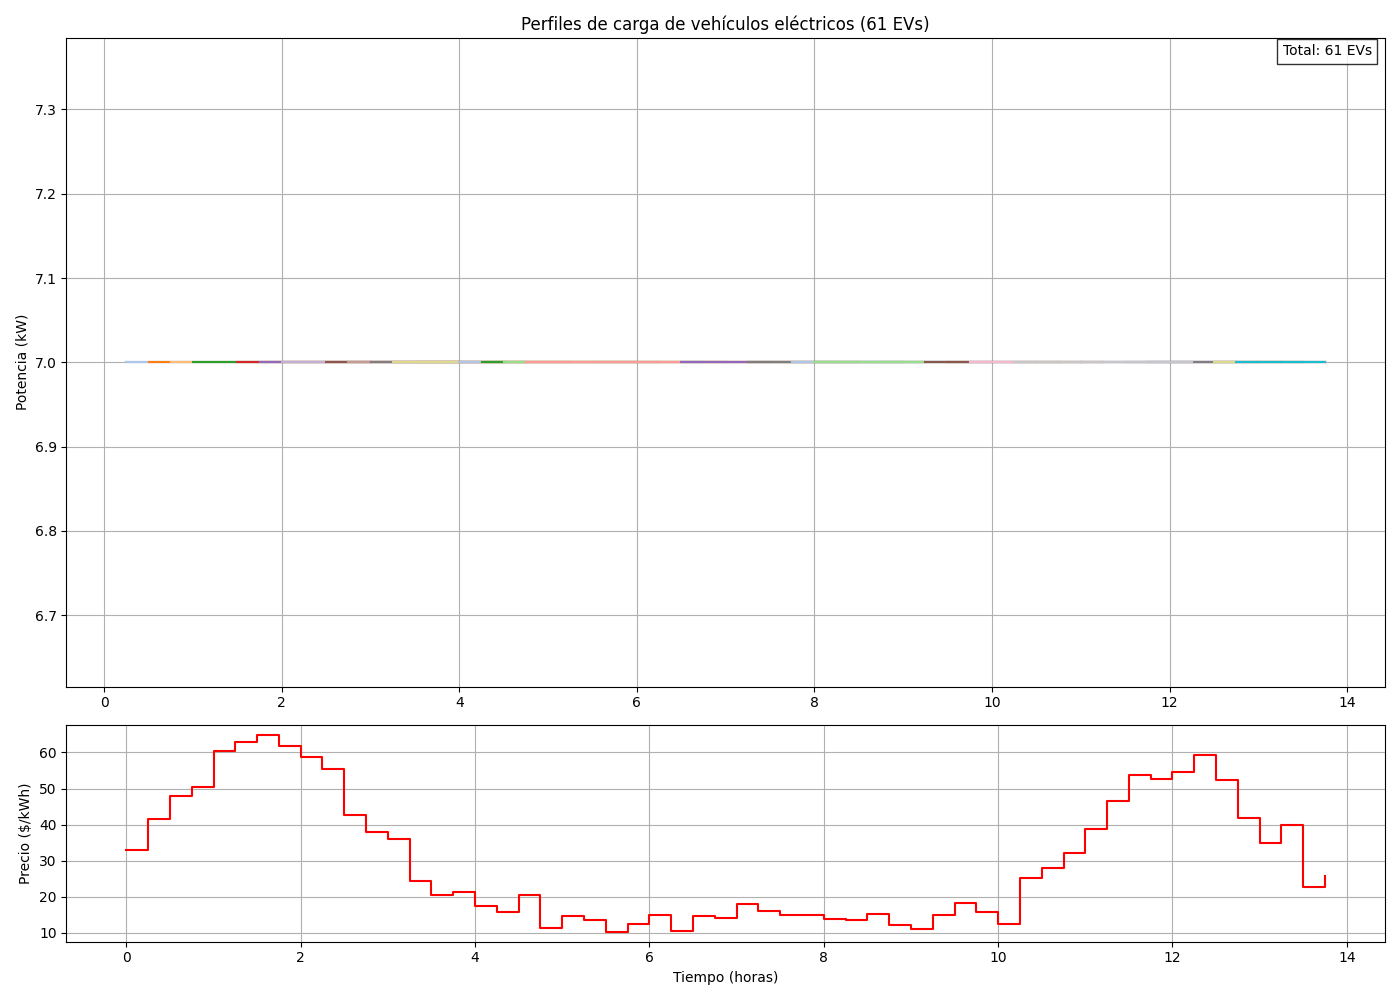 Perfiles de carga de vehículos eléctricos (61 EVs)
Total: 61 EVs
7.3
7.2
7.1
7.0
6.9
6.8
6.7
Potencia (kW)
0 2 4 6 8 10 12 14
60
50
40
30
20
10
Precio ($/kWh)
0 2 4 6 8 10 12 14
Tiempo (horas)